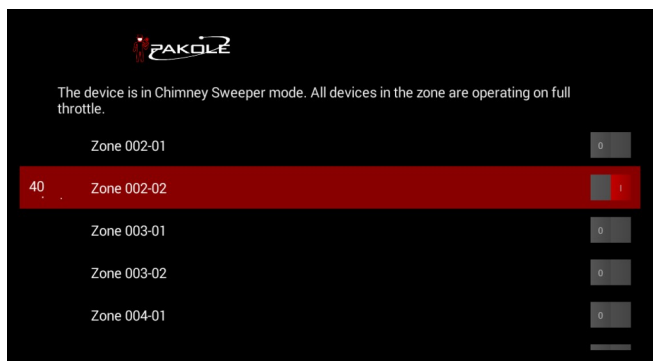 PAKOLE
The device is in Chimney Sweeper mode. All devices in the zone are operating on full
throttle.
Zone 002-01 0
40 Zone 002-02 I
Zone 003-01 0
Zone 003-02 0
Zone 004-01 0